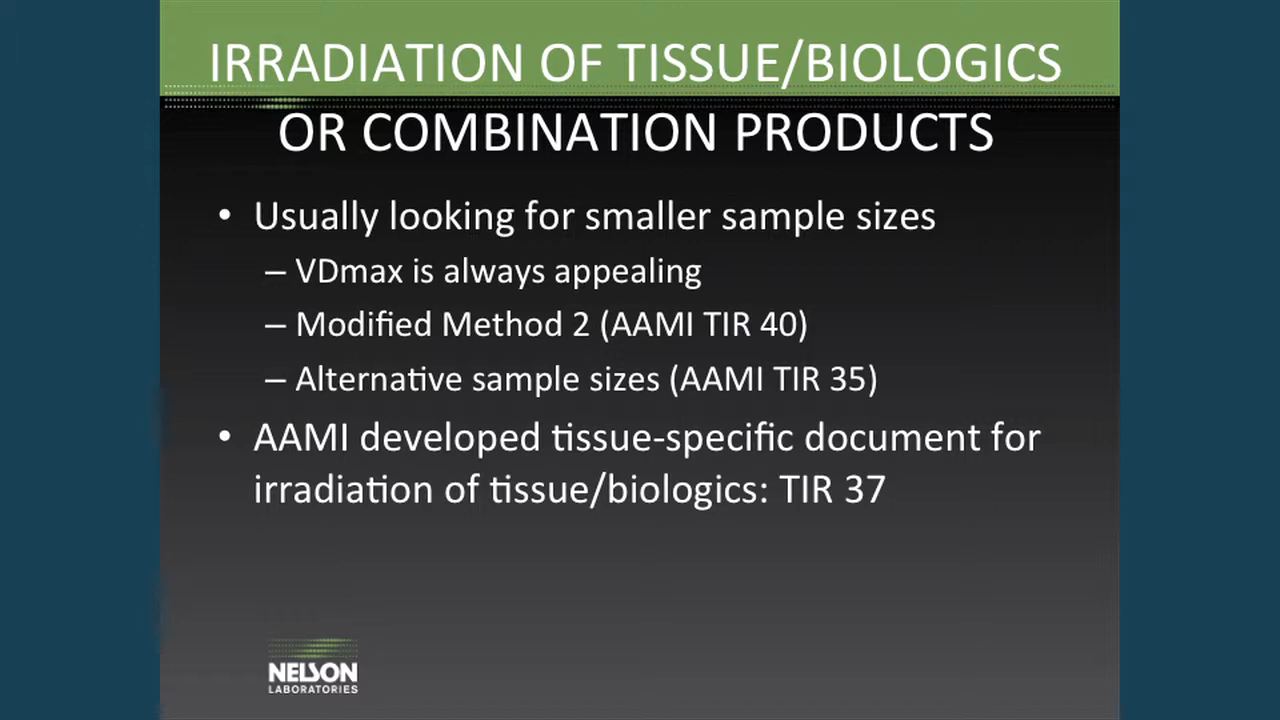 IRRADIATION OF TISSUE/BIOLOGICS
OR COMBINATION PRODUCTS
• Usually looking for smaller sample sizes
– VDmax is always appealing
– Modified Method 2 (AAMI TIR 40)
– Alternative sample sizes (AAMI TIR 35)
• AAMI developed tissue-specific document for
irradiation of tissue/biologics: TIR 37
NELSON
LABORATORIES